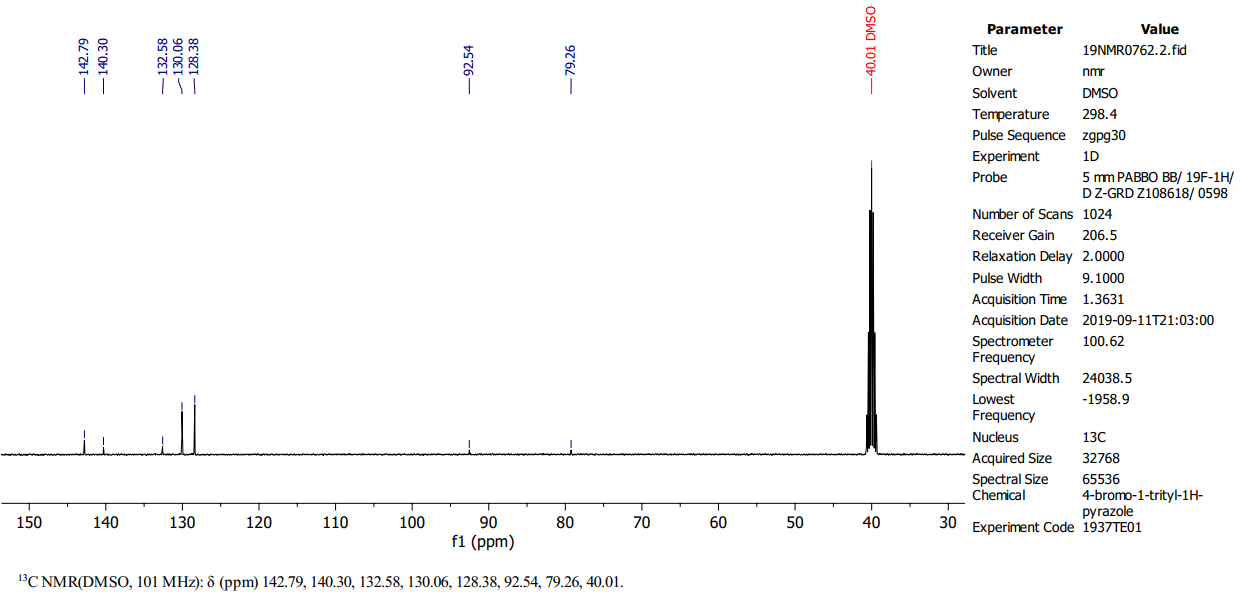 142.79
140.30
132.58
130.06
128.38
92.54
79.26
40.01 DMSO
150 140 130 120 110 100 90 80 70 60 50 40 30
f1 (ppm)
Parameter Value
Title 19NMR0762.2.fid
Owner nmr
Solvent DMSO
Temperature 298.4
Pulse Sequence zgpg30
Experiment 1D
Probe 5 mm PABBO BB/ 19F-1H/
D Z-GRD Z108618/ 0598
Number of Scans 1024
Receiver Gain 206.5
Relaxation Delay 2.0000
Pulse Width 9.1000
Acquisition Time 1.3631
Acquisition Date 2019-09-11T21:03:00
Spectrometer 100.62
Frequency
Spectral Width 24038.5
Lowest -1958.9
Frequency
Nucleus 13C
Acquired Size 32768
Spectral Size 65536
Chemical 4-bromo-1-trityl-1H-
pyrazole
Experiment Code 1937TE01
¹³C NMR(DMSO, 101 MHz): δ (ppm) 142.79, 140.30, 132.58, 130.06, 128.38, 92.54, 79.26, 40.01.